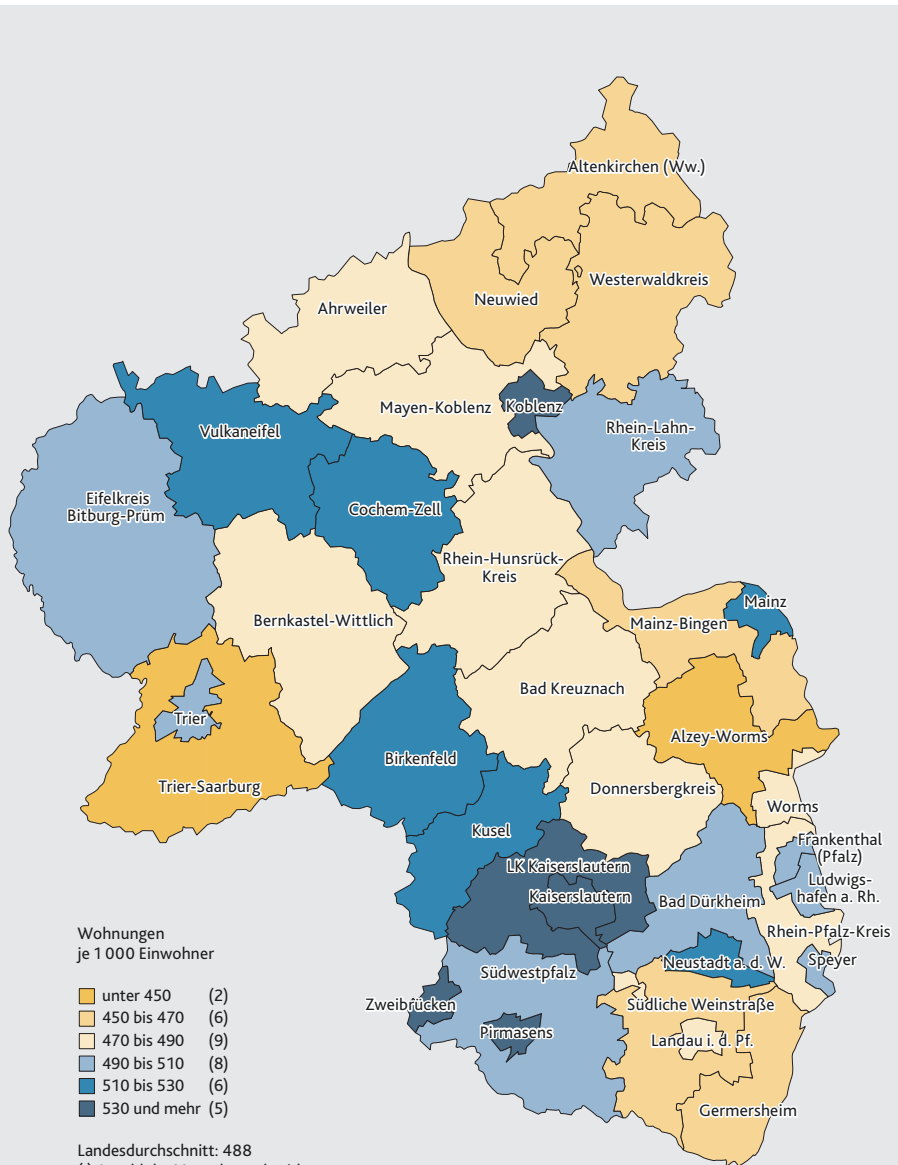 Altenkirchen (Ww.)
Westerwaldkreis
Neuwied
Ahrweiler
Mayen-Koblenz
Koblenz
Rhein-Lahn-
Kreis
Vulkaneifel
Eifelkreis
Bitburg-Prüm
Cochem-Zell
Rhein-Hunsrück-
Kreis
Mainz
Bernkastel-Wittlich
Mainz-Bingen
Bad Kreuznach
Trier
Alzey-Worms
Birkenfeld
Trier-Saarburg
Donnersbergkreis
Worms
Kusel
Frankenthal
(Pfalz)
LK Kaiserslautern
Ludwigs-
hafen a. Rh.
Kaiserslautern
Bad Dürkheim
Rhein-Pfalz-Kreis
Neustadt a. d. W.
Speyer
Südwestpfalz
Zweibrücken
Südliche Weinstraße
Pirmasens
Landau i. d. Pf.
Germersheim
Wohnungen
je 1 000 Einwohner
unter 450 (2)
450 bis 470 (6)
470 bis 490 (9)
490 bis 510 (8)
510 bis 530 (6)
530 und mehr (5)
Landesdurchschnitt: 488